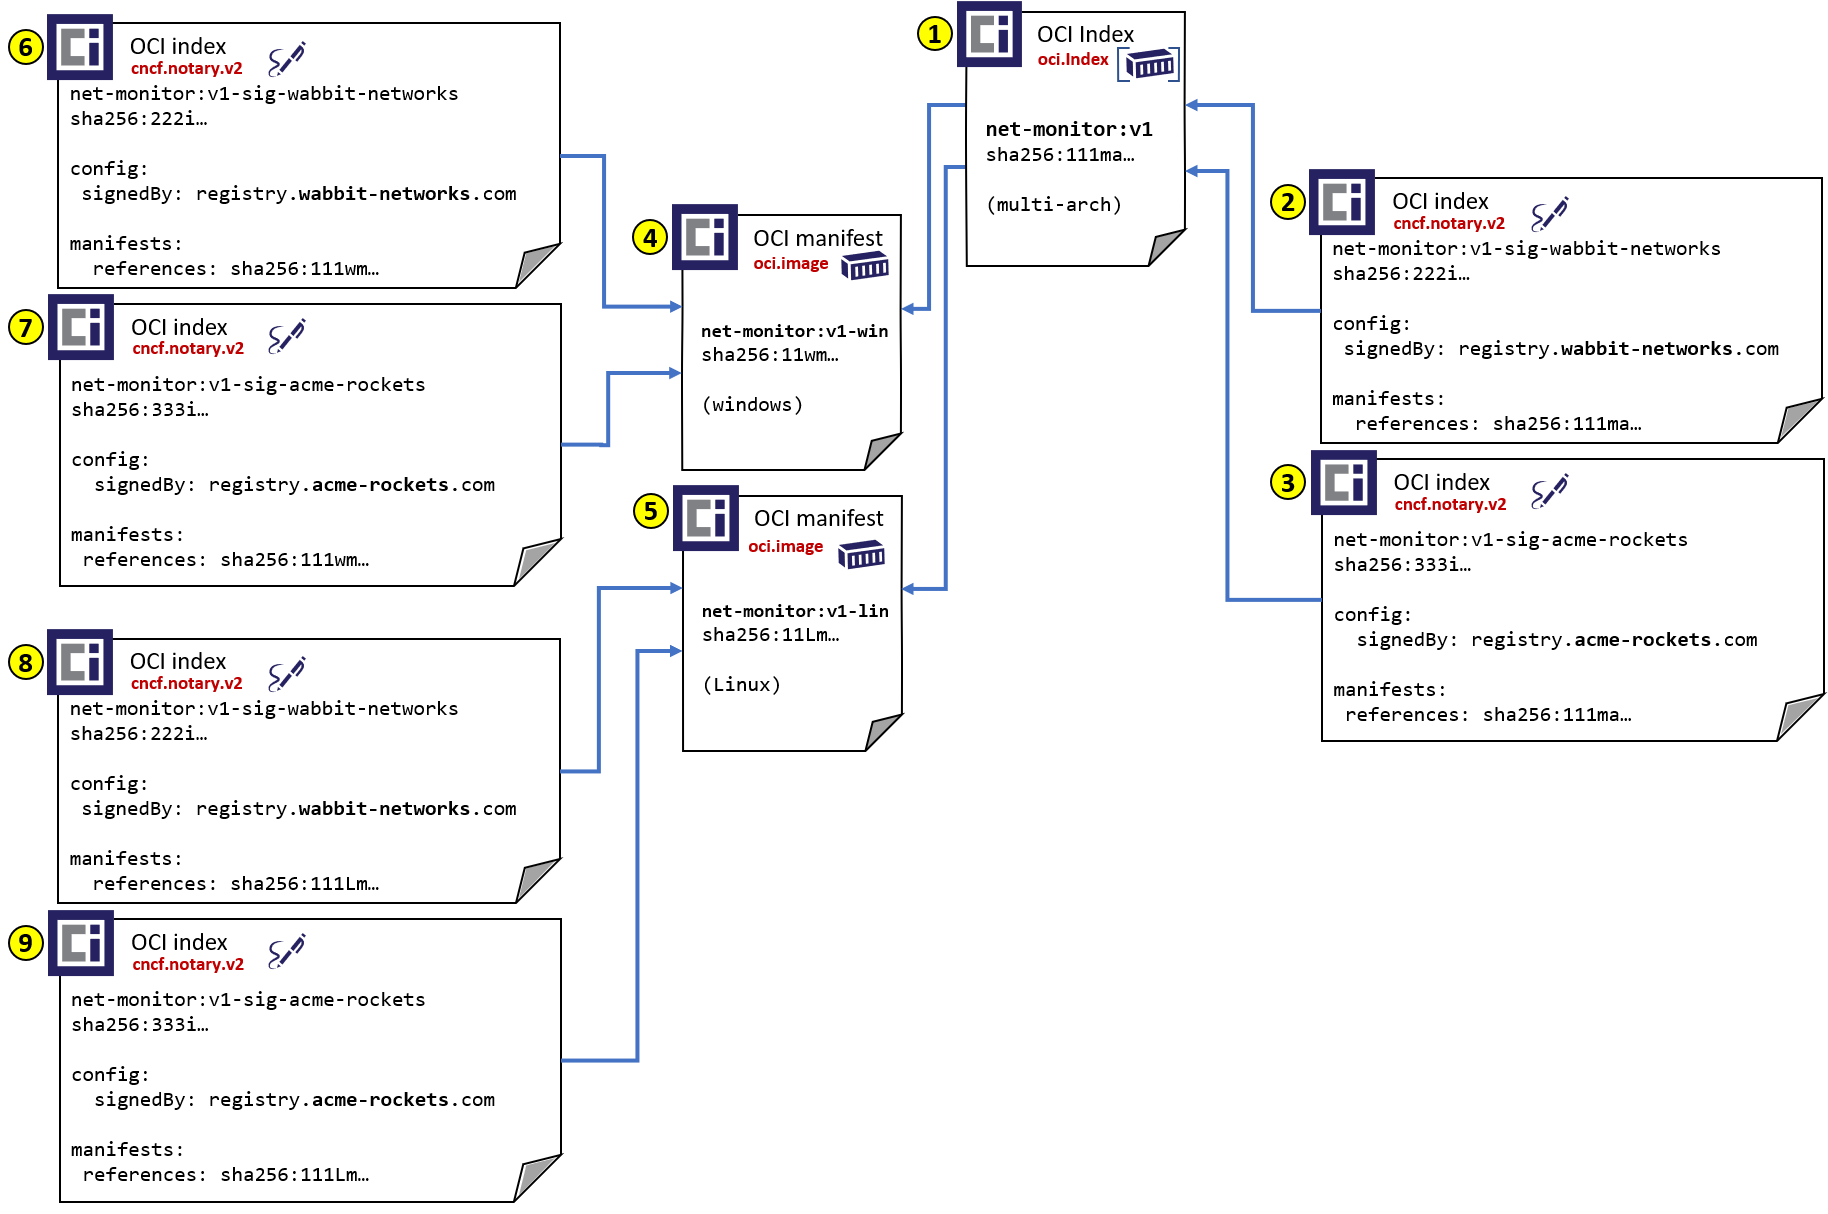 6
Ci
OCI index
cncf.notary.v2
net-monitor:v1-sig-wabbit-networks
sha256:222i…
config:
signedBy: registry.wabbit-networks.com
manifests:
references: sha256:111wm…
7
Ci
OCI index
cncf.notary.v2
net-monitor:v1-sig-acme-rockets
sha256:333i…
config:
signedBy: registry.acme-rockets.com
manifests:
references: sha256:111wm…
8
Ci
OCI index
cncf.notary.v2
net-monitor:v1-sig-wabbit-networks
sha256:222i…
config:
signedBy: registry.wabbit-networks.com
manifests:
references: sha256:111Lm…
9
Ci
OCI index
cncf.notary.v2
net-monitor:v1-sig-acme-rockets
sha256:333i…
config:
signedBy: registry.acme-rockets.com
manifests:
references: sha256:111Lm…
4
Ci
OCI manifest
oci.image
net-monitor:v1-win
sha256:11wm…
(windows)
5
Ci
OCI manifest
oci.image
net-monitor:v1-lin
sha256:11Lm…
(Linux)
1
Ci
OCI Index
oci.Index
net-monitor:v1
sha256:111ma…
(multi-arch)
2
Ci
OCI index
cncf.notary.v2
net-monitor:v1-sig-wabbit-networks
sha256:222i…
config:
signedBy: registry.wabbit-networks.com
manifests:
references: sha256:111ma…
3
Ci
OCI index
cncf.notary.v2
net-monitor:v1-sig-acme-rockets
sha256:333i…
config:
signedBy: registry.acme-rockets.com
manifests:
references: sha256:111ma…